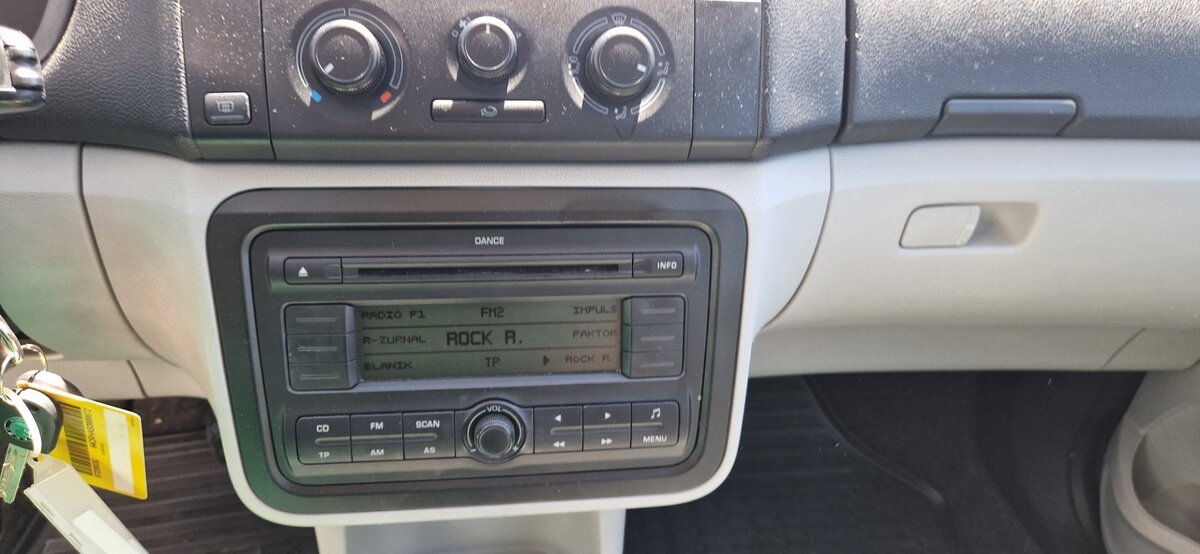 DANCE
INFO
RADIO F1 FM2 IMPULS
R-ZURNAL ROCK R. FAKTOR
BLANIK TP ROCK R.
CD FM SCAN VOL
TP AM AS MENU